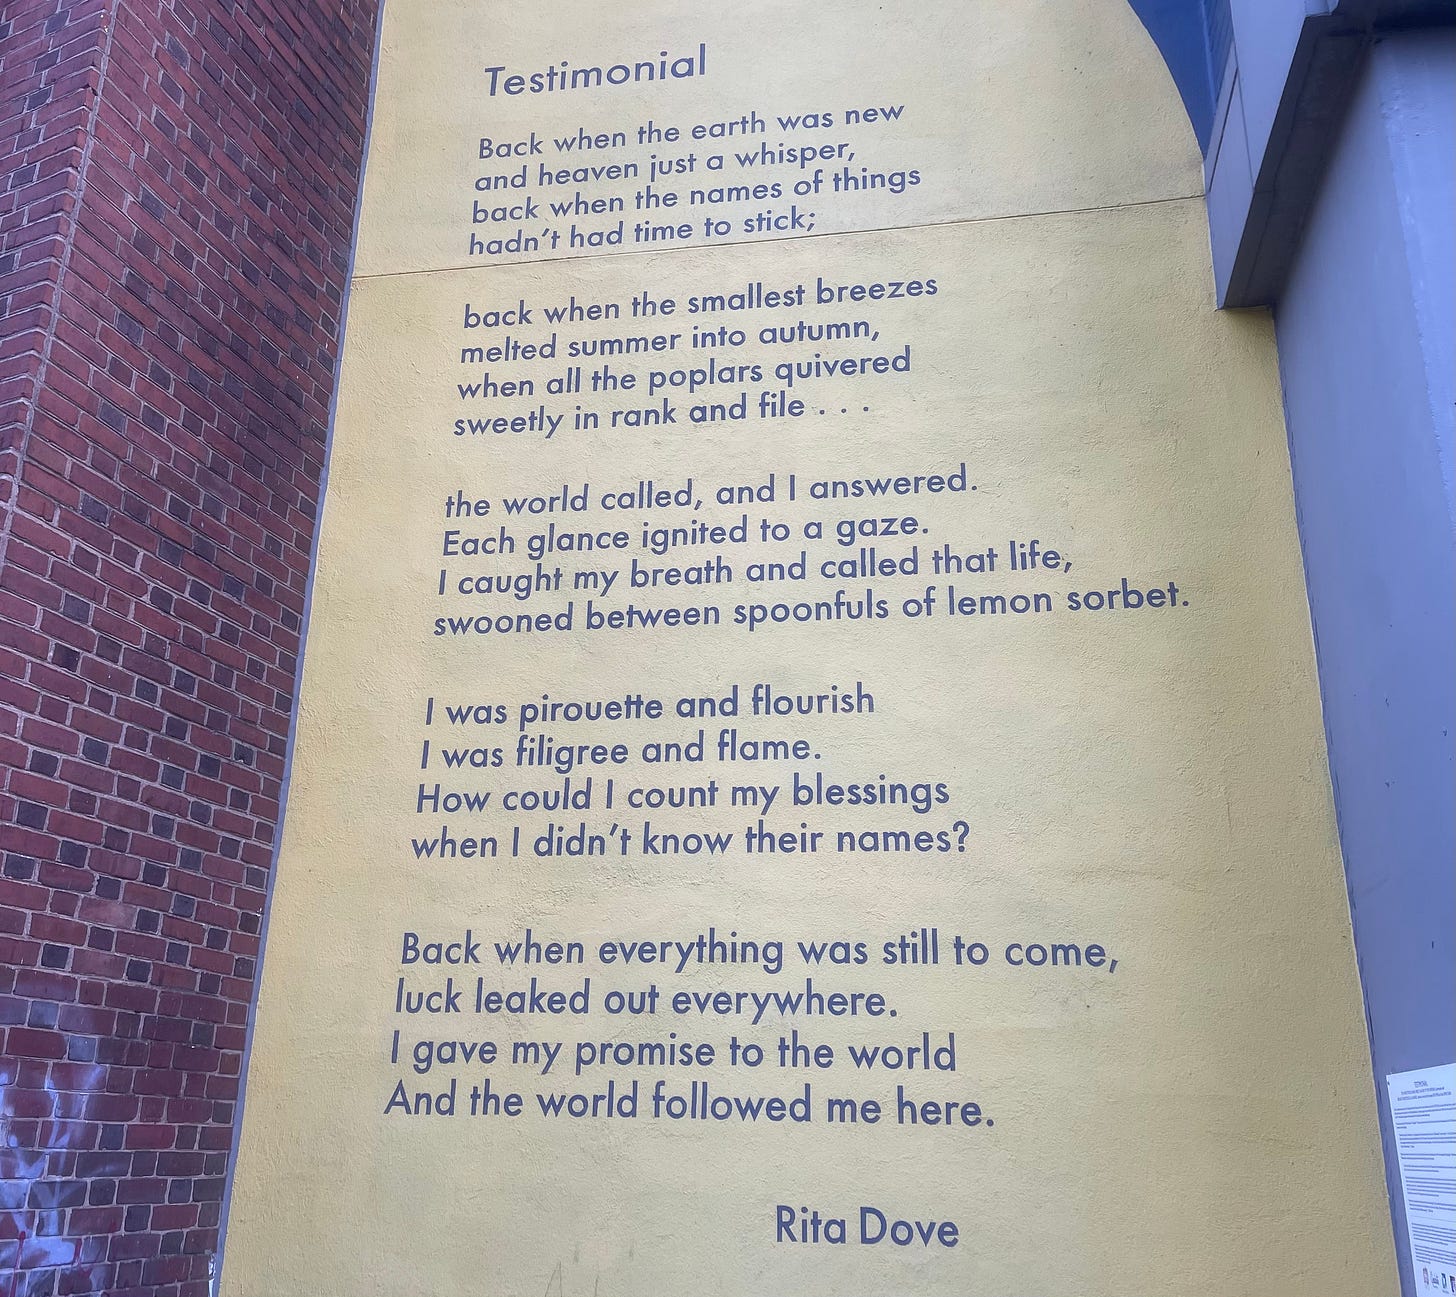 Testimonial
Back when the earth was new
and heaven just a whisper,
back when the names of things
hadn't had time to stick;
back when the smallest breezes
melted summer into autumn,
when all the poplars quivered
sweetly in rank and file . . .
the world called, and I answered.
Each glance ignited to a gaze.
I caught my breath and called that life,
swooned between spoonfuls of lemon sorbet.
I was pirouette and flourish
I was filigree and flame.
How could I count my blessings
when I didn't know their names?
Back when everything was still to come,
luck leaked out everywhere.
I gave my promise to the world
And the world followed me here.
Rita Dove